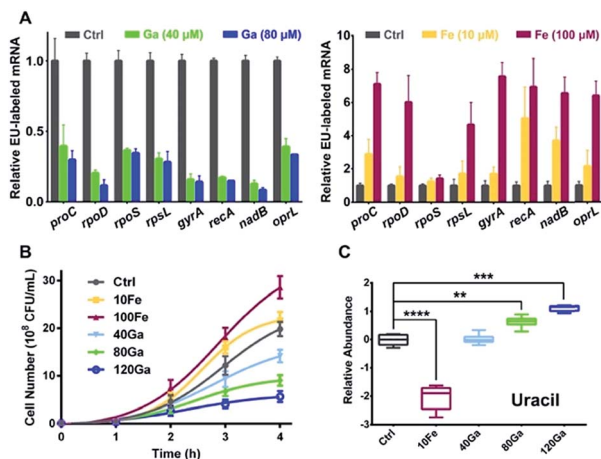 A
Ctrl Ga (40 μM) Ga (80 μM)
Relative EU-labeled mRNA
1.0
0.5
0.0
proC rpoD rpoS rpsL gyrA recA nadB oprL
Ctrl Fe (10 μM) Fe (100 μM)
Relative EU-labeled mRNA
10
8
6
4
2
0
proC rpoD rpoS rpsL gyrA recA nadB oprL
B
Cell Number (10⁸ CFU/mL)
30
20
10
0
Ctrl
10Fe
100Fe
40Ga
80Ga
120Ga
0 1 2 3 4
Time (h)
C
Relative Abundance
2
1
0
-1
-2
-3
***
**
****
Uracil
Ctrl 10Fe 40Ga 80Ga 120Ga